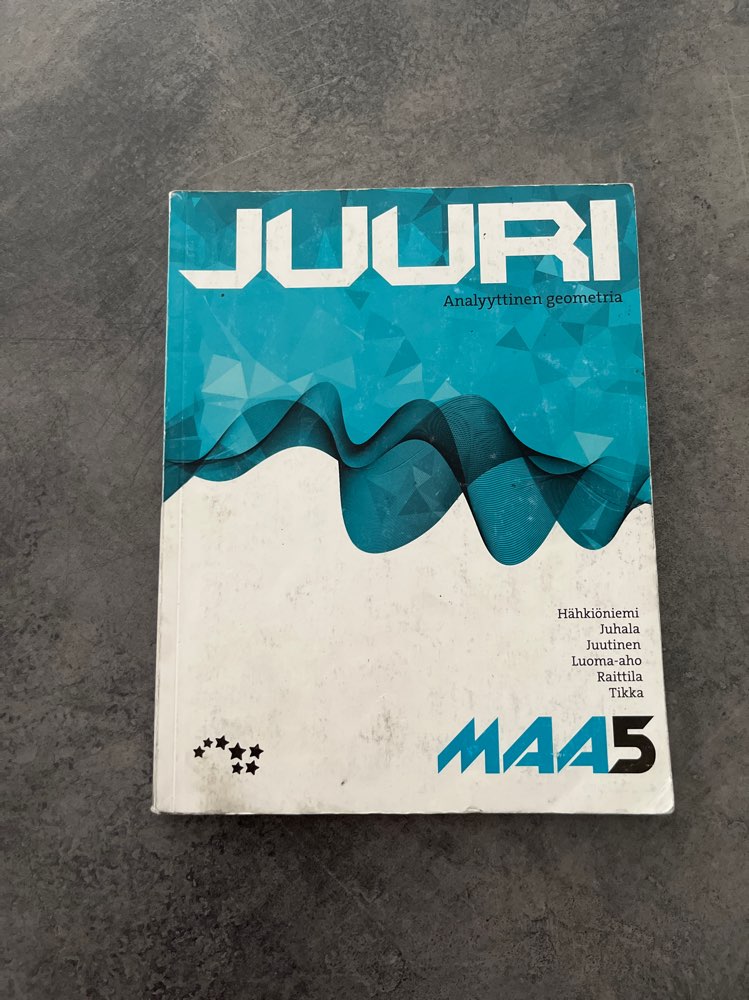 JUURI
Analyyttinen geometria
Hähkiöniemi
Juhala
Juutinen
Luoma-aho
Raittila
Tikka
MAA5